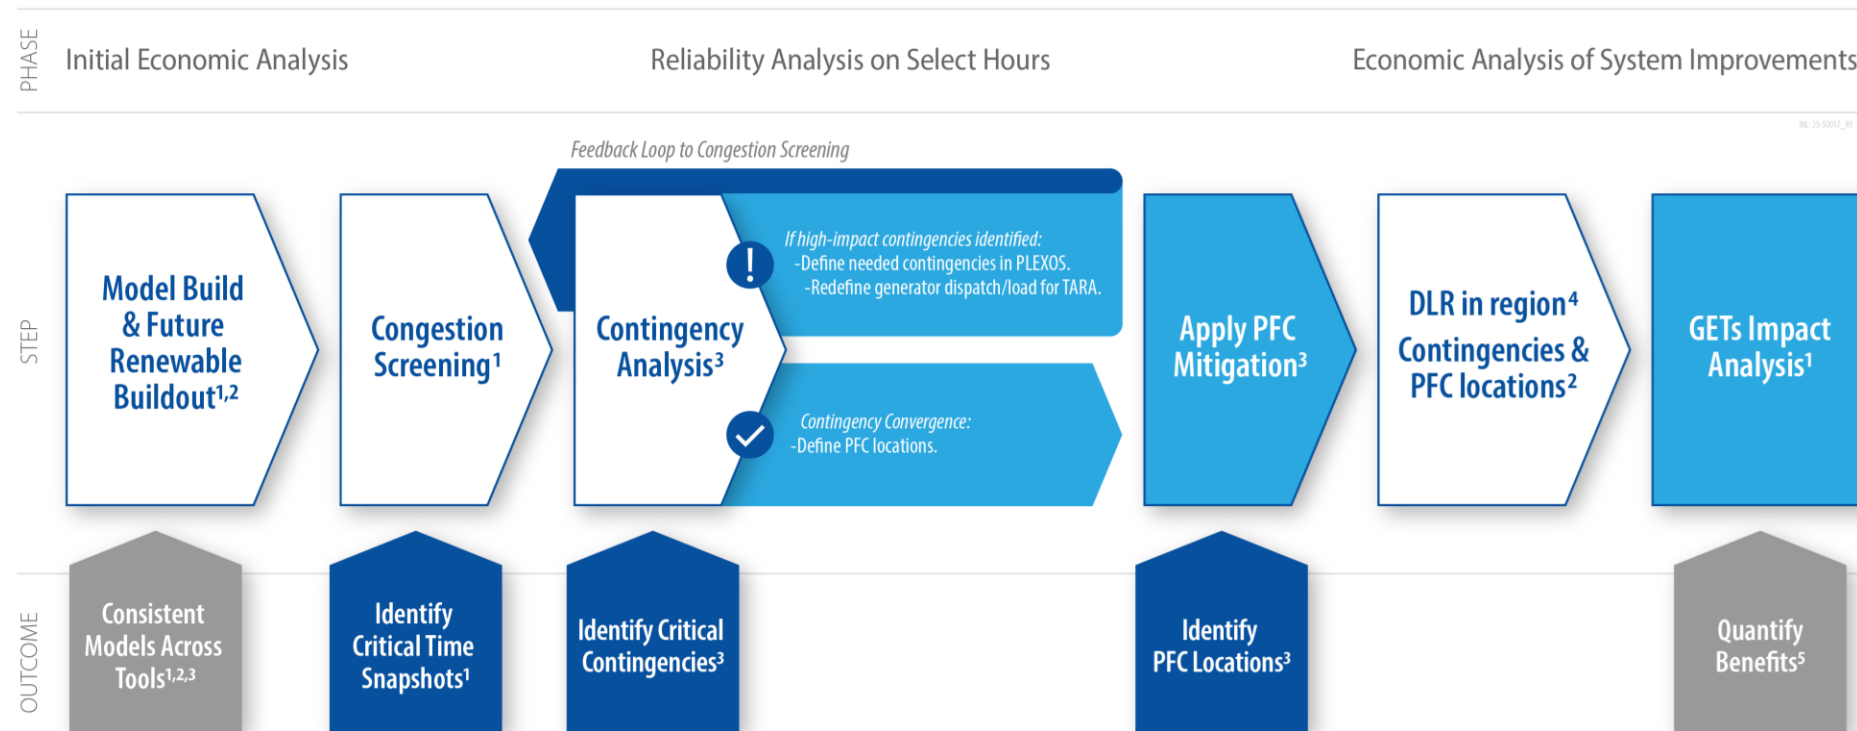 PHASE
Initial Economic Analysis
Reliability Analysis on Select Hours
Economic Analysis of System Improvements
INL: 23-50017_R1
Feedback Loop to Congestion Screening
STEP
Model Build
& Future
Renewable
Buildout¹,²
Congestion
Screening¹
Contingency
Analysis³
!
If high-impact contingencies identified:
-Define needed contingencies in PLEXOS.
-Redefine generator dispatch/load for TARA.
Contingency Convergence:
-Define PFC locations.
Apply PFC
Mitigation³
DLR in region⁴
Contingencies &
PFC locations²
GETs Impact
Analysis¹
OUTCOME
Consistent
Models Across
Tools¹,²,³
Identify
Critical Time
Snapshots¹
Identify Critical
Contingencies³
Identify
PFC Locations³
Quantify
Benefits⁵